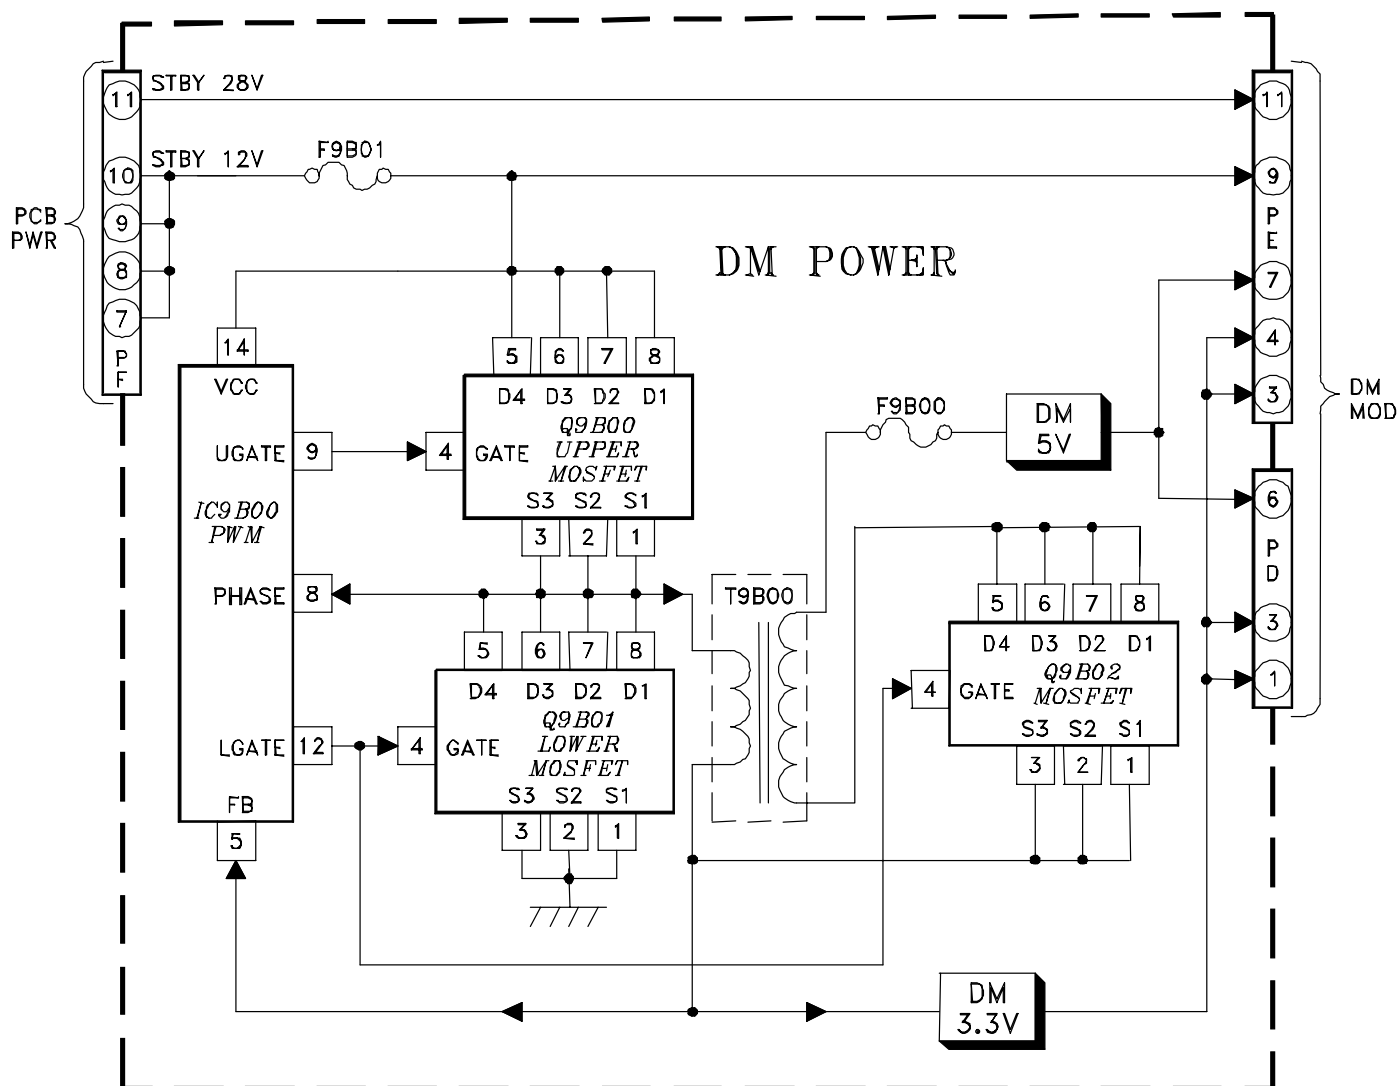 STBY 28V
11
11
STBY 12V
F9B01
10
9
PCB
PWR
9
8
7
PF
PE
DM POWER
7
4
3
DM
MOD
14
VCC
5
6
7
8
D4
D3
D2
D1
Q9B00
UPPER
MOSFET
UGATE
9
4
GATE
S3
S2
S1
3
2
1
IC9B00
PWM
F9B00
DM
5V
6
PD
3
1
PHASE
8
T9B00
5
6
7
8
D4
D3
D2
D1
Q9B01
LOWER
MOSFET
LGATE
12
4
GATE
S3
S2
S1
3
2
1
FB
5
5
6
7
8
D4
D3
D2
D1
Q9B02
MOSFET
4
GATE
S3
S2
S1
3
2
1
DM
3.3V